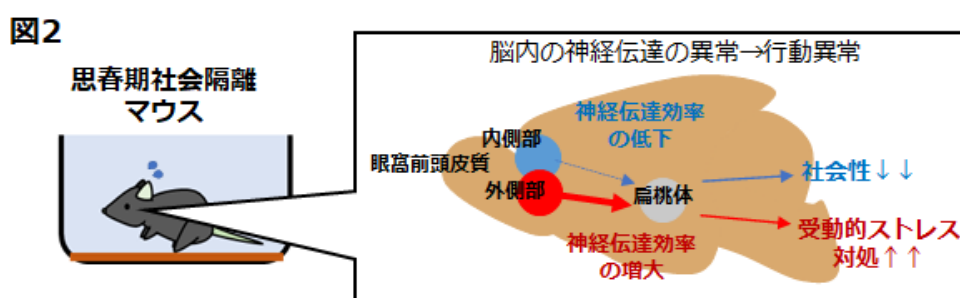 図2
思春期社会隔離
マウス
脳内の神経伝達の異常→行動異常
神経伝達効率
の低下
内側部
眼窩前頭皮質
外側部
扁桃体
社会性↓↓
受動的ストレス
対処↑↑
神経伝達効率
の増大